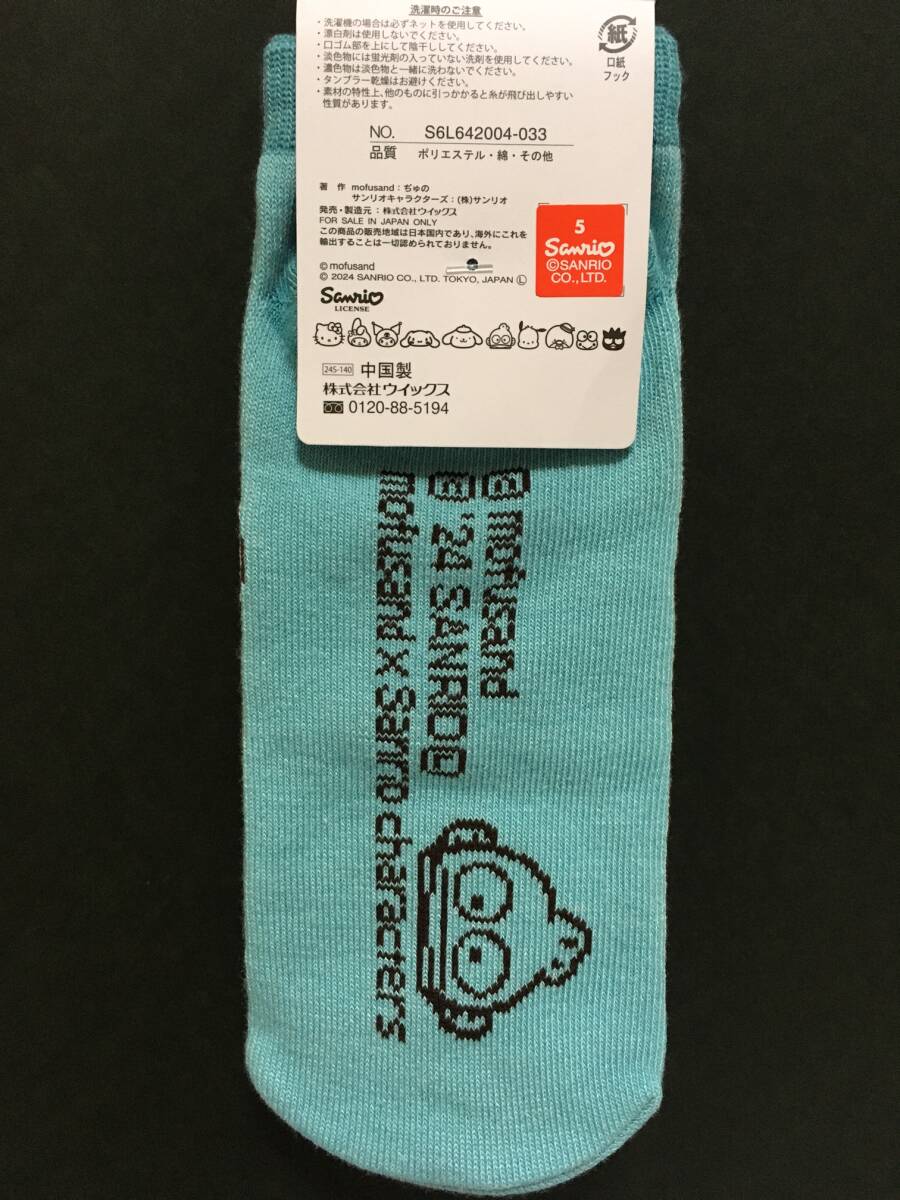 洗濯時のご注意
・洗濯機の場合は必ずネットを使用してください。
・漂白剤は使用しないでください。
・口ゴム部を上にして陰干ししてください。
・淡色物には蛍光剤の入っていない洗剤を使用してください。
・濃色物は淡色物と一緒に洗わないでください。
・タンブラー乾燥はお避けください。
・素材の特性上、他のものに引っかかると糸が飛び出しやすい
性質があります。
紙
口紙
フック
NO. S6L642004-033
品質 ポリエステル・綿・その他
著 作 mofusand：ぢゅの
サンリオキャラクターズ：(株)サンリオ
発売・製造元：株式会社ウイックス
FOR SALE IN JAPAN ONLY
この商品の販売地域は日本国内であり、海外にこれを
輸出することは一切認められておりません。
© mofusand
© 2024 SANRIO CO., LTD. TOKYO, JAPAN Ⓛ
Sanrio
LICENSE
5
Sanrio
©SANRIO
CO.,LTD.
24S-140 中国製
株式会社ウイックス
0120-88-5194
© mofusand
© '24 SANRIO Ⓛ
mofusand x Sanrio characters